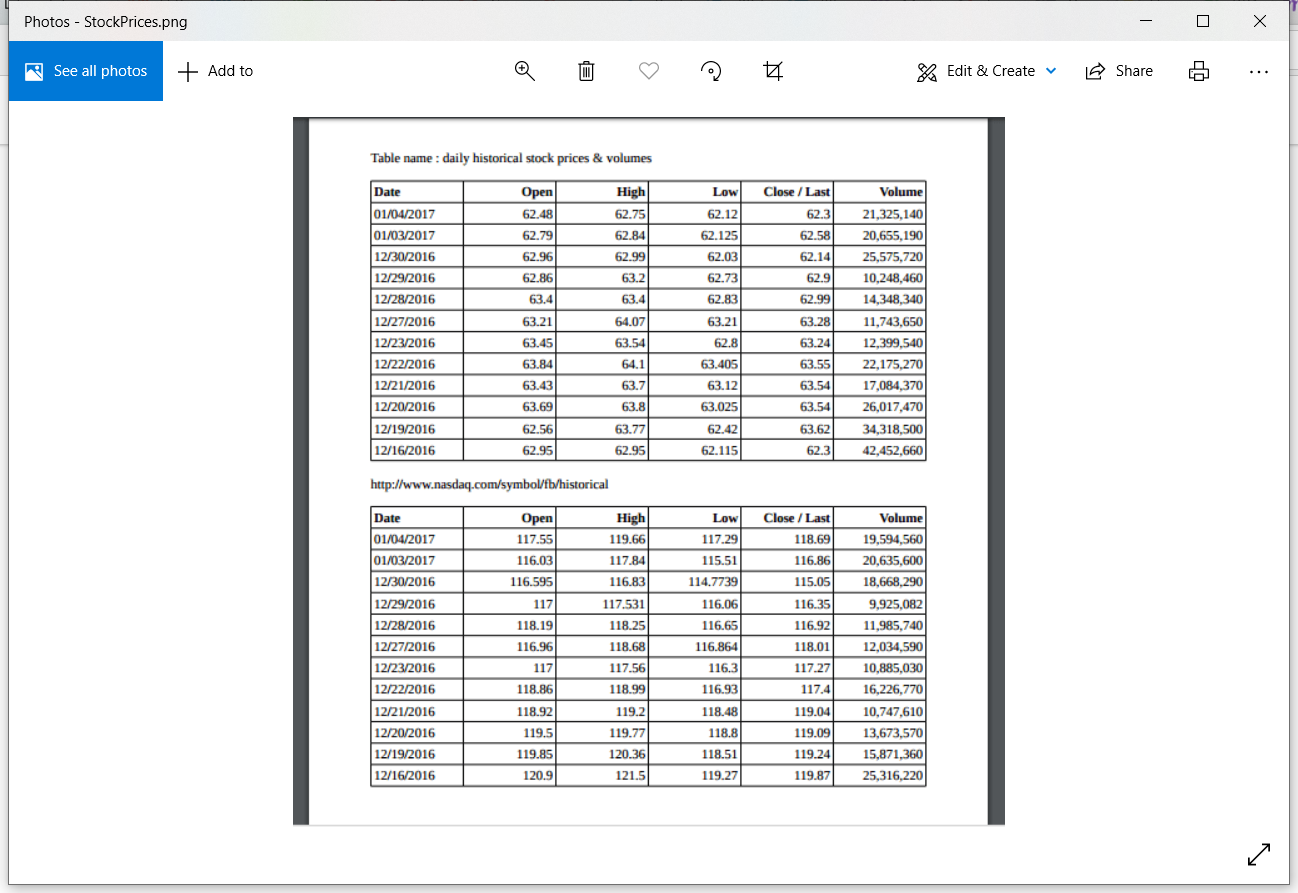 Photos - StockPrices.png
See all photos Add to Edit & Create Share
Table name : daily historical stock prices & volumes
Date Open High Low Close / Last Volume
01/04/2017 62.48 62.75 62.12 62.3 21,325,140
01/03/2017 62.79 62.84 62.125 62.58 20,655,190
12/30/2016 62.96 62.99 62.03 62.14 25,575,720
12/29/2016 62.86 63.2 62.73 62.9 10,248,460
12/28/2016 63.4 63.4 62.83 62.99 14,348,340
12/27/2016 63.21 64.07 63.21 63.28 11,743,650
12/23/2016 63.45 63.54 62.8 63.24 12,399,540
12/22/2016 63.84 64.1 63.405 63.55 22,175,270
12/21/2016 63.43 63.7 63.12 63.54 17,084,370
12/20/2016 63.69 63.8 63.025 63.54 26,017,470
12/19/2016 62.56 63.77 62.42 63.62 34,318,500
12/16/2016 62.95 62.95 62.115 62.3 42,452,660
http://www.nasdaq.com/symbol/fb/historical
Date Open High Low Close / Last Volume
01/04/2017 117.55 119.66 117.29 118.69 19,594,560
01/03/2017 116.03 117.84 115.51 116.86 20,635,600
12/30/2016 116.595 116.83 114.7739 115.05 18,668,290
12/29/2016 117 117.531 116.06 116.35 9,925,082
12/28/2016 118.19 118.25 116.65 116.92 11,985,740
12/27/2016 116.96 118.68 116.864 118.01 12,034,590
12/23/2016 117 117.56 116.3 117.27 10,885,030
12/22/2016 118.86 118.99 116.93 117.4 16,226,770
12/21/2016 118.92 119.2 118.48 119.04 10,747,610
12/20/2016 119.5 119.77 118.8 119.09 13,673,570
12/19/2016 119.85 120.36 118.51 119.24 15,871,360
12/16/2016 120.9 121.5 119.27 119.87 25,316,220